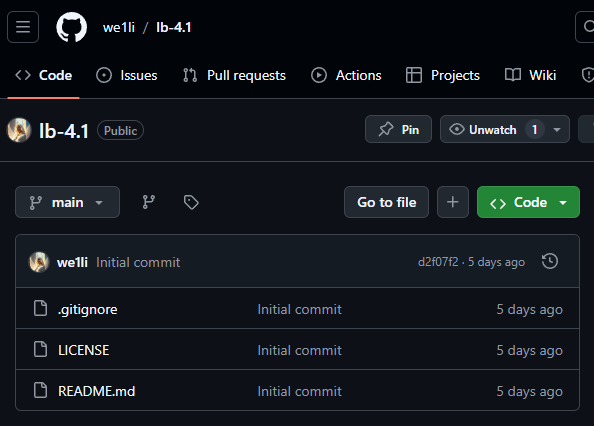 we1li / lb-4.1
Code Issues Pull requests Actions Projects Wiki
lb-4.1 Public Pin Unwatch 1
main Go to file Code
we1li Initial commit d2f07f2 · 5 days ago
.gitignore Initial commit 5 days ago
LICENSE Initial commit 5 days ago
README.md Initial commit 5 days ago